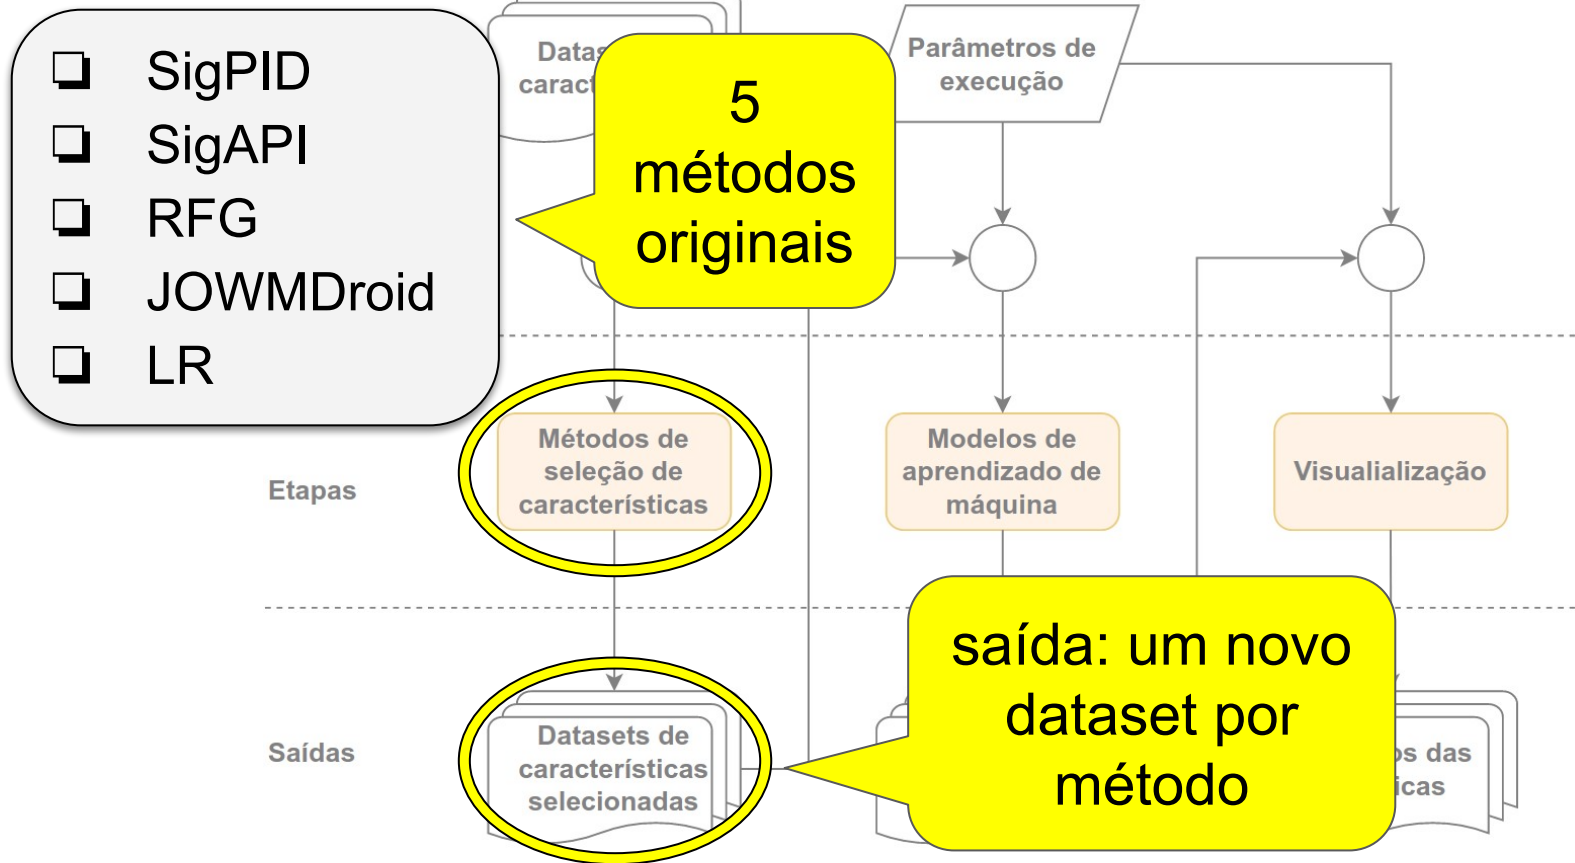 SigPID
SigAPI
RFG
JOWMDroid
LR
5
métodos
originais
Parâmetros de
execução
Etapas
Métodos de
seleção de
características
Modelos de
aprendizado de
máquina
Visualialização
saída: um novo
dataset por
método
Saídas
Datasets de
características
selecionadas
das